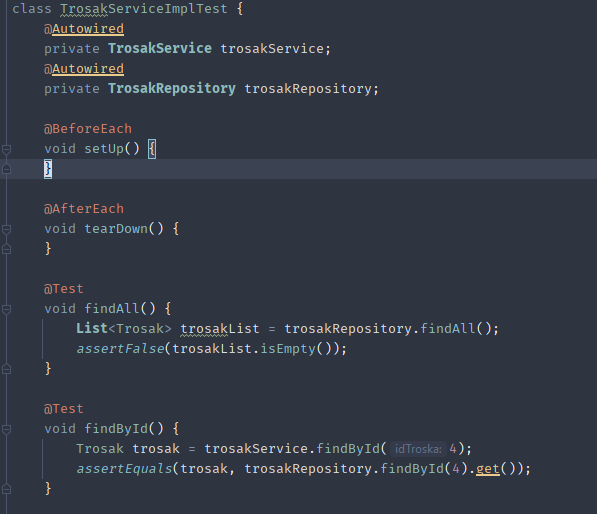 class TrosakServiceImplTest {
    @Autowired
    private TrosakService trosakService;
    @Autowired
    private TrosakRepository trosakRepository;

    @BeforeEach
    void setUp() {
    }

    @AfterEach
    void tearDown() {
    }

    @Test
    void findAll() {
        List<Trosak> trosakList = trosakRepository.findAll();
        assertFalse(trosakList.isEmpty());
    }

    @Test
    void findById() {
        Trosak trosak = trosakService.findById( idTroska: 4);
        assertEquals(trosak, trosakRepository.findById(4).get());
    }